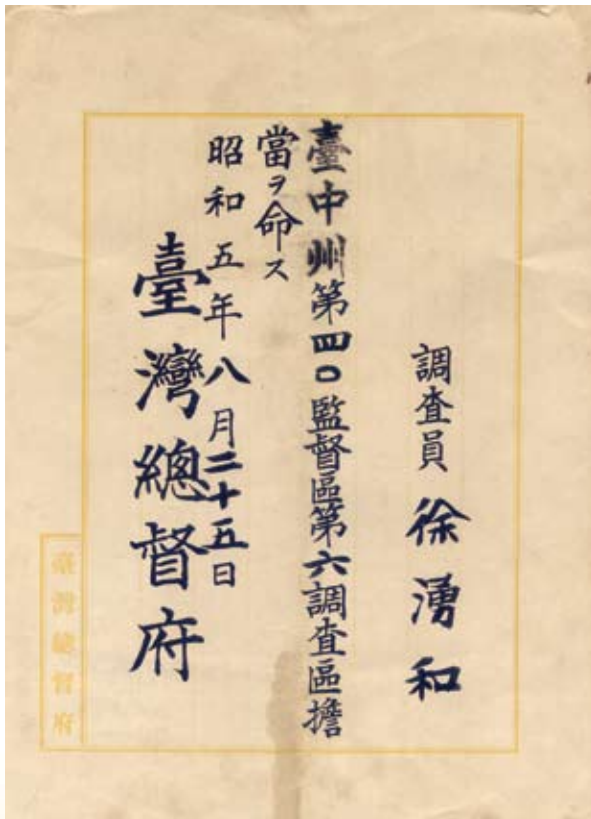 調査員 徐湧和
臺中州第四〇監督區第六調査區擔
當ヲ命ス
昭和五年八月二十五日
臺灣總督府
臺灣總督府